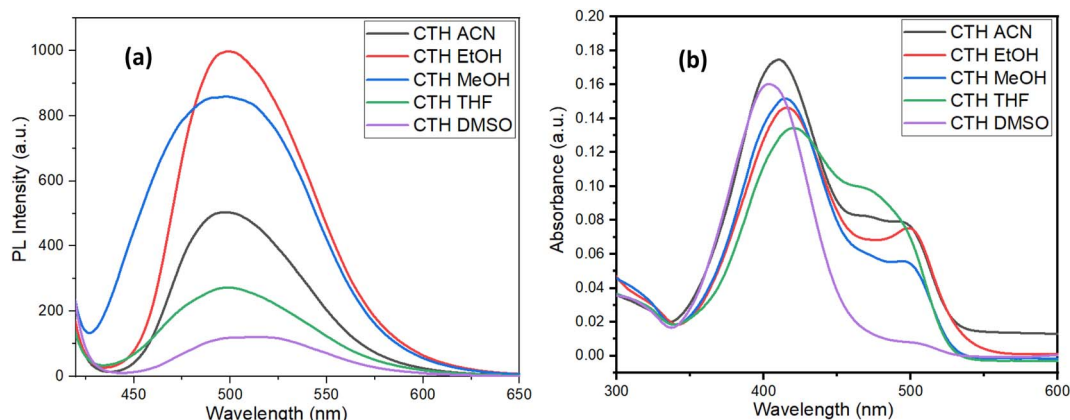 (a)
CTH ACN
CTH EtOH
CTH MeOH
CTH THF
CTH DMSO
PL Intensity (a.u.)
1000
800
600
400
200
0
450
500
550
600
650
Wavelength (nm)
(b)
CTH ACN
CTH EtOH
CTH MeOH
CTH THF
CTH DMSO
Absorbance (a.u.)
0.20
0.18
0.16
0.14
0.12
0.10
0.08
0.06
0.04
0.02
0.00
300
400
500
600
Wavelength (nm)